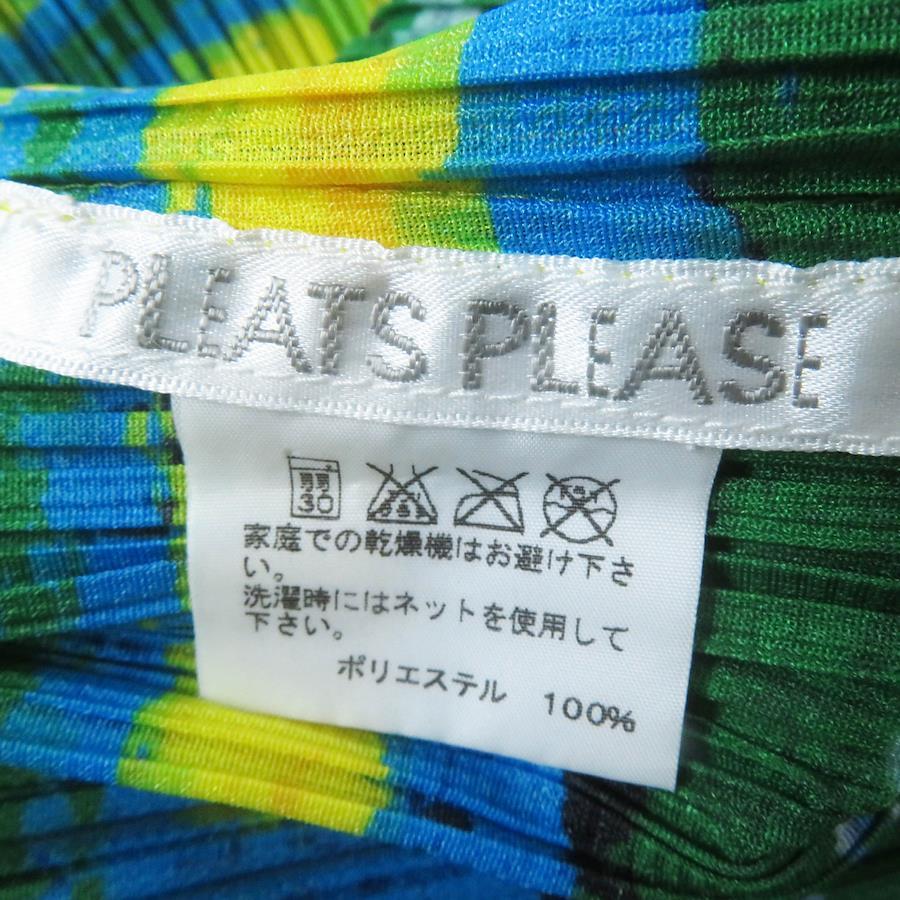 PLEATS PLEASE
弱
30
家庭での乾燥機はお避け下さ
い。
洗濯時にはネットを使用して
下さい。
ポリエステル 100%